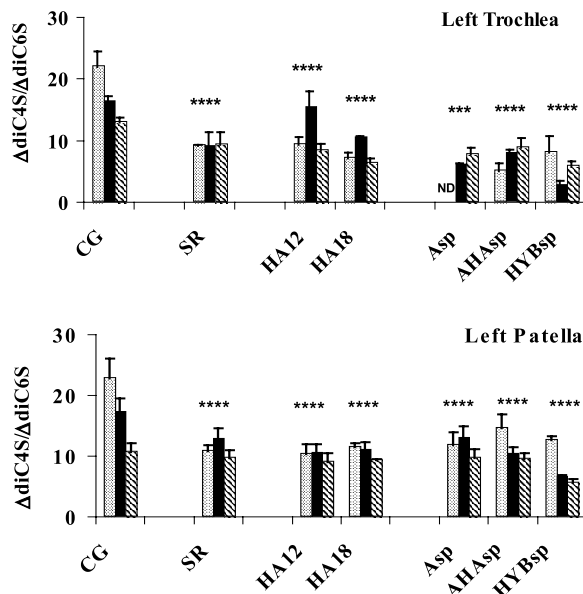 Left Trochlea
ΔdiC4S/ΔdiC6S
30
20
10
0
****
****
****
***
****
****
ND
CG
SR
HA12
HA18
Asp
AHAsp
HYBsp
Left Patella
ΔdiC4S/ΔdiC6S
30
20
10
0
****
****
****
****
****
****
CG
SR
HA12
HA18
Asp
AHAsp
HYBsp